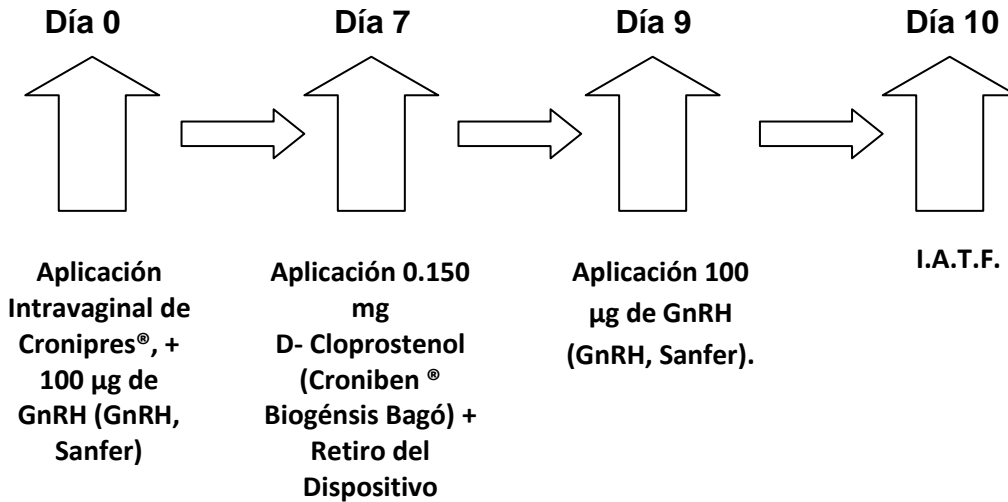 Día 0
Día 7
Día 9
Día 10
Aplicación
Intravaginal de
Cronipres®, +
100 µg de
GnRH (GnRH,
Sanfer)
Aplicación 0.150
mg
D- Cloprostenol
(Croniben ®
Biogénsis Bagó) +
Retiro del
Dispositivo
Aplicación 100
µg de GnRH
(GnRH, Sanfer).
I.A.T.F.